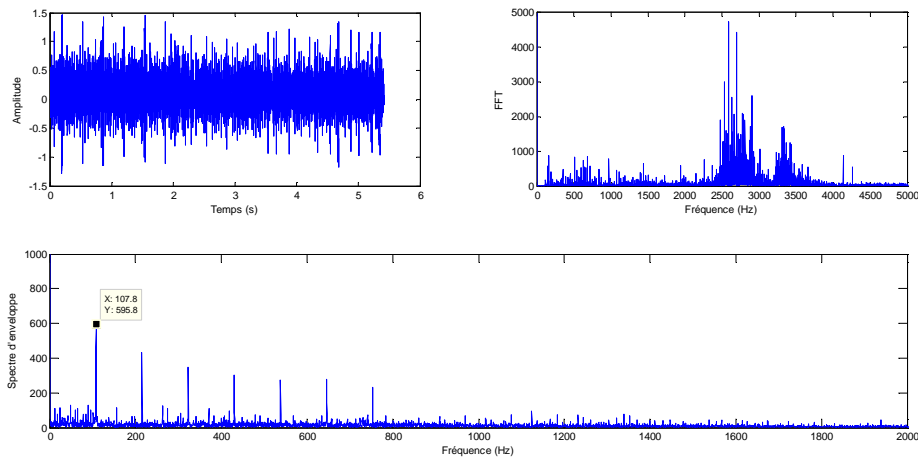 Amplitude
1.5
1
0.5
0
-0.5
-1
-1.5
0 1 2 3 4 5 6
Temps (s)
FFT
5000
4000
3000
2000
1000
0
0 500 1000 1500 2000 2500 3000 3500 4000 4500 5000
Fréquence (Hz)
Spectre d'enveloppe
1000
800
600
400
200
0
X: 107.8
Y: 595.8
0 200 400 600 800 1000 1200 1400 1600 1800 2000
Fréquence (Hz)